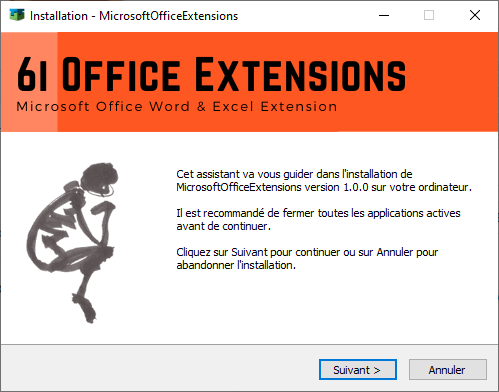 Installation - MicrosoftOfficeExtensions
61 Office Extensions
Microsoft Office Word & Excel Extension
Cet assistant va vous guider dans l'installation de
MicrosoftOfficeExtensions version 1.0.0 sur votre ordinateur.
Il est recommandé de fermer toutes les applications actives
avant de continuer.
Cliquez sur Suivant pour continuer ou sur Annuler pour
abandonner l'installation.
Suivant >
Annuler